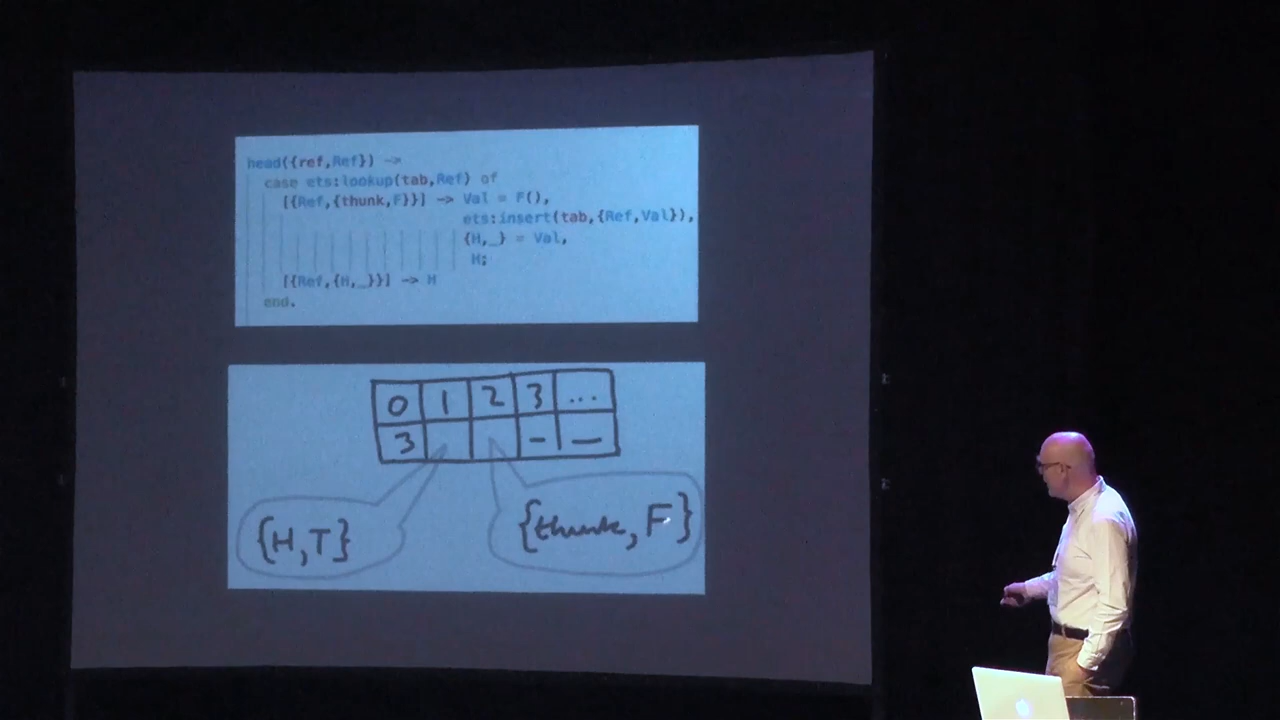 head({ref,Ref}) ->
case ets:lookup(tab,Ref) of
[{Ref,{thunk,F}}] -> Val = F(),
ets:insert(tab,{Ref,Val}),
{H,_} = Val,
H;
[{Ref,{H,_}}] -> H
end.
0 1 2 3 ...
3 - -
{H,T} {thunk,F}